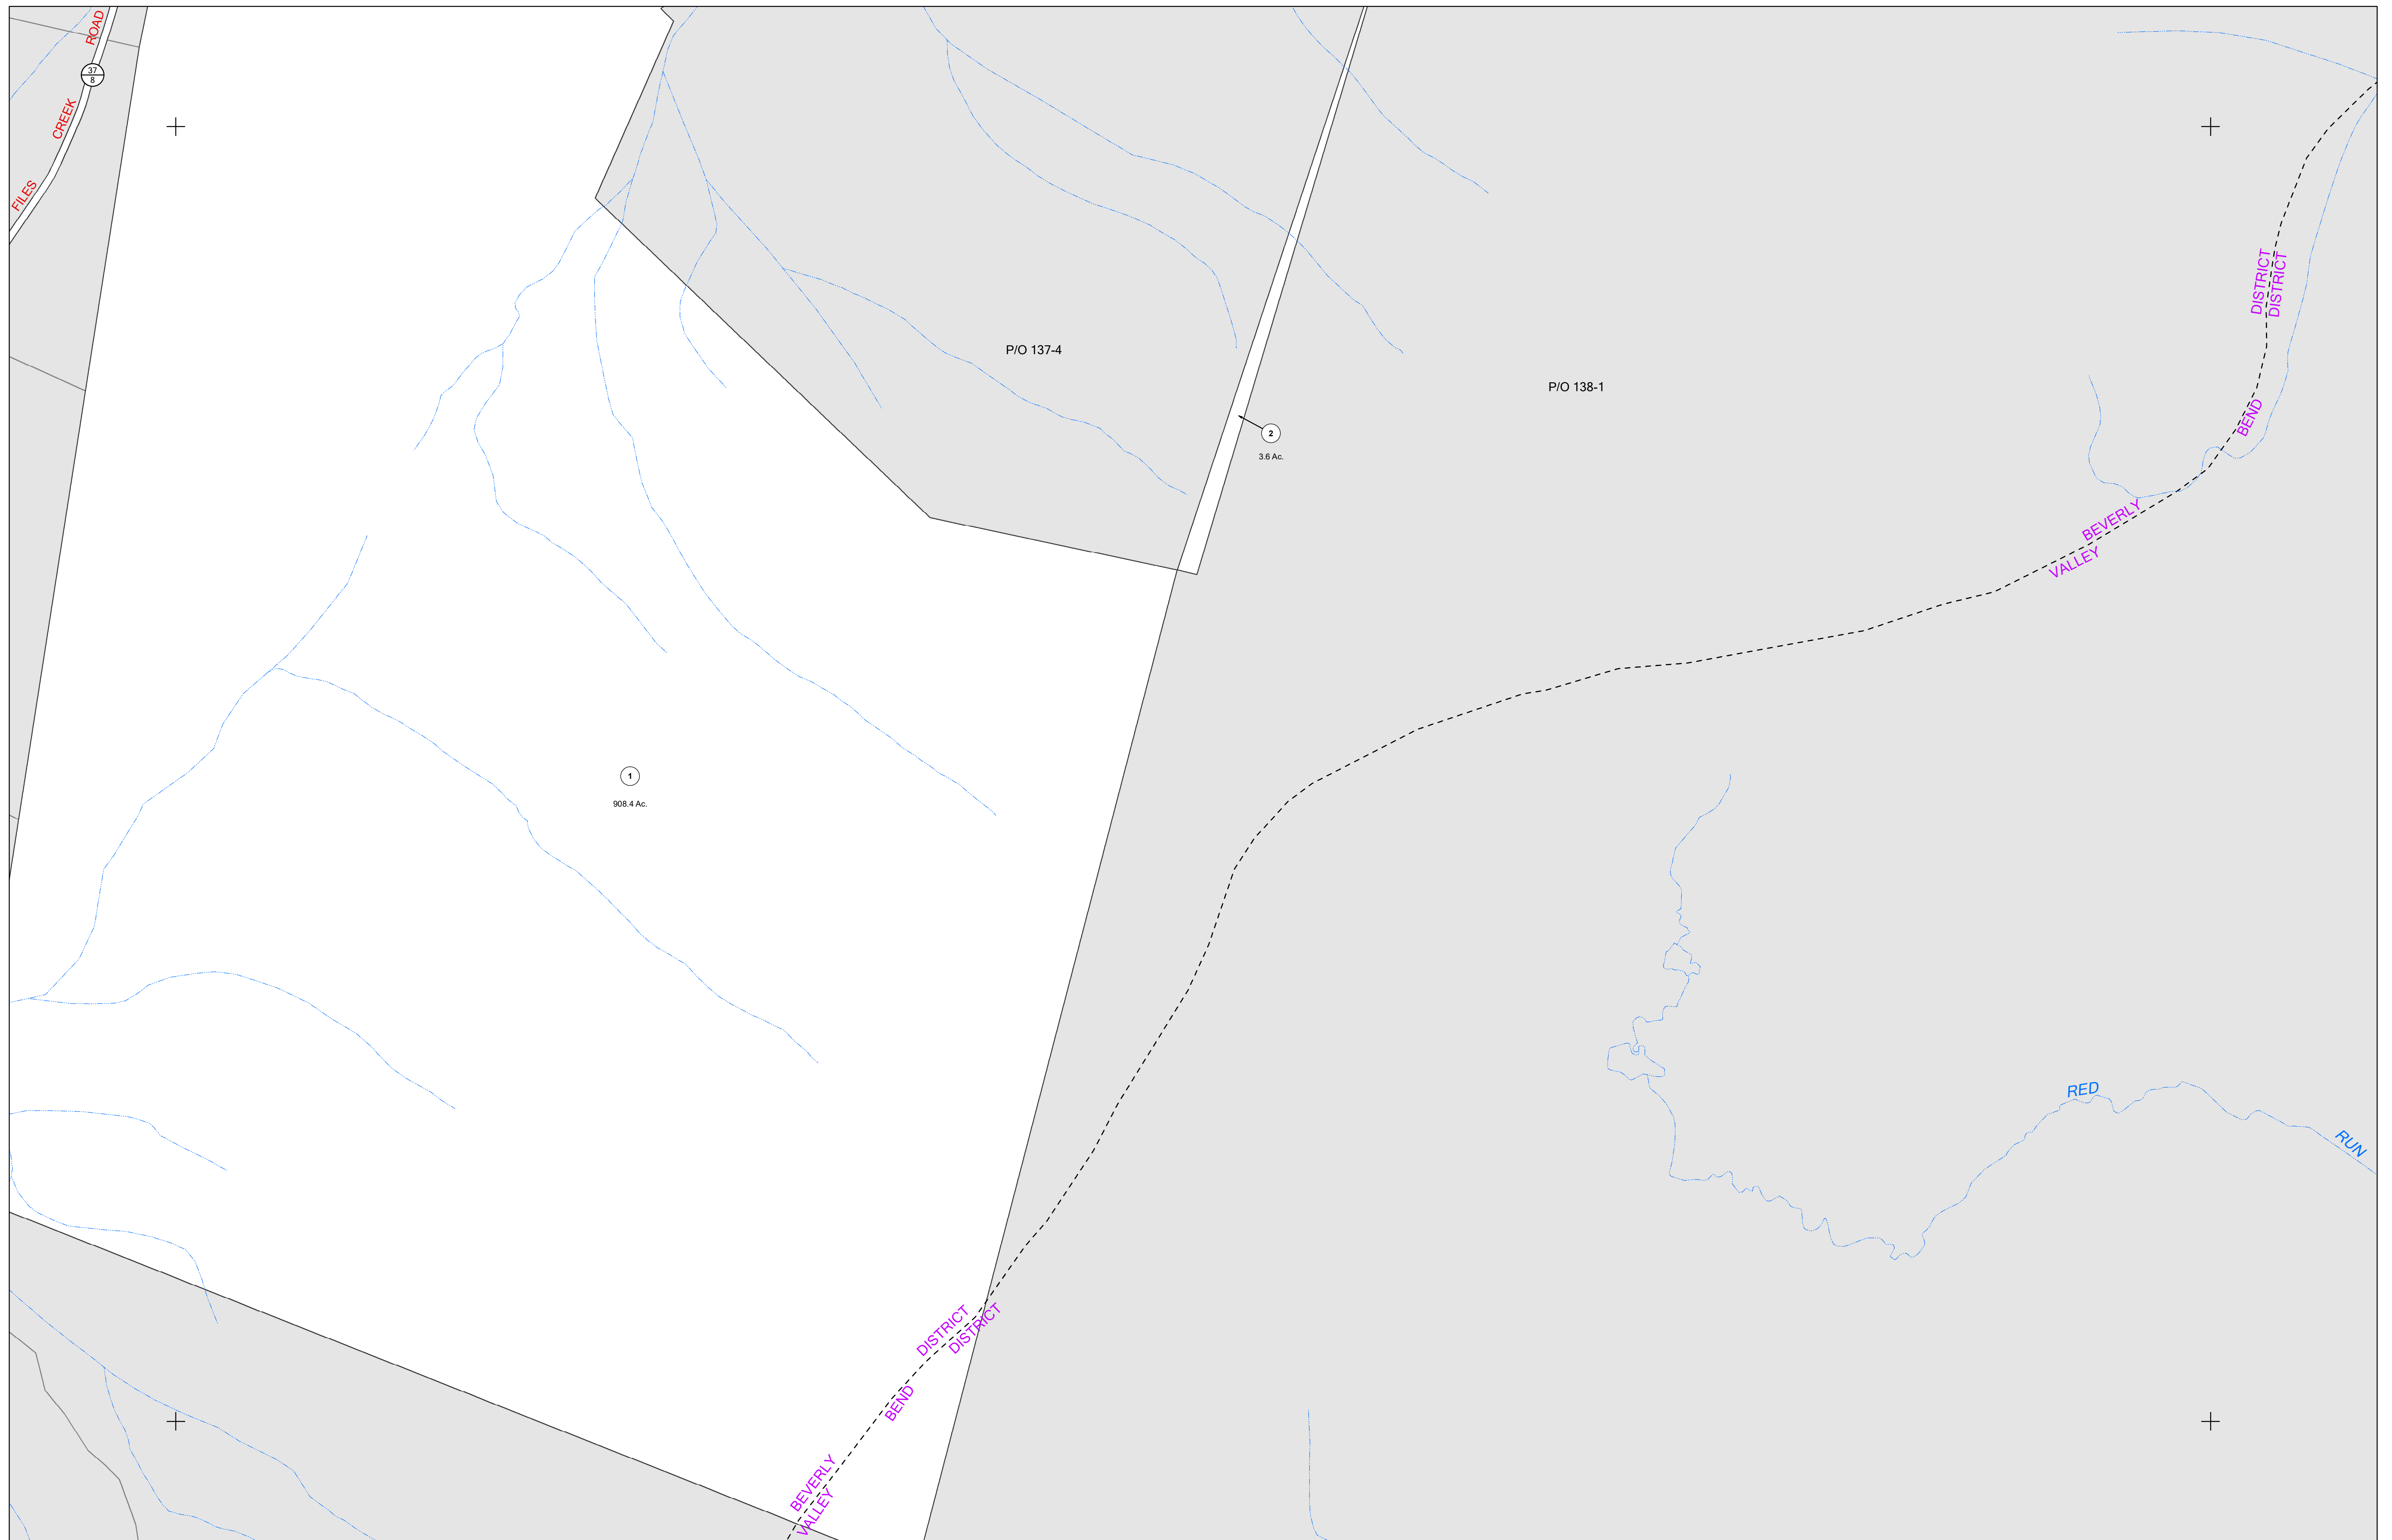 FILES CREEK ROAD
37
8
P/O 137-4
P/O 138-1
2
3.6 Ac.
BEVERLY DISTRICT
VALLEY BEND DISTRICT
1
908.4 Ac.
RED RUN
BEVERLY DISTRICT
VALLEY BEND DISTRICT